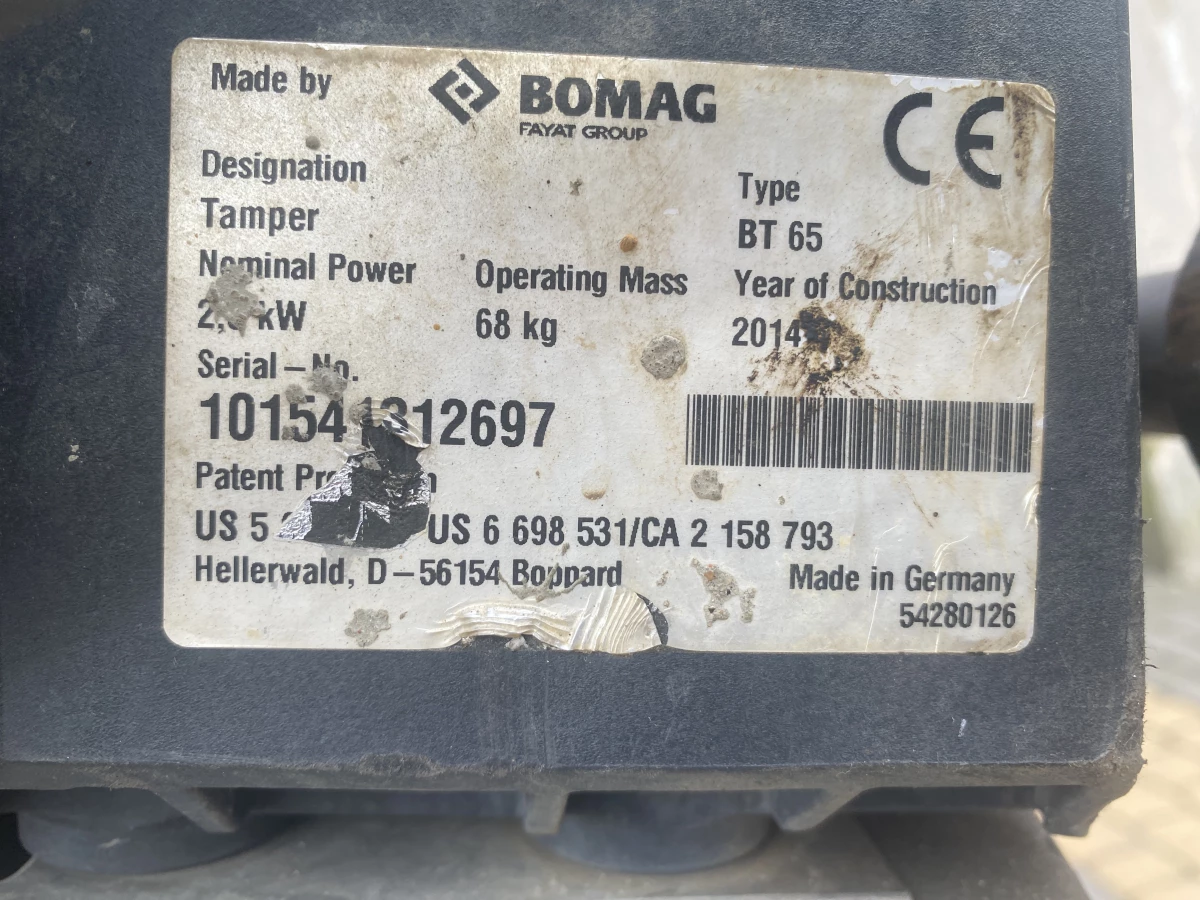 Made by
BOMAG
FAYAT GROUP
CE
Designation
Tamper
Type
BT 65
Nominal Power
kW
Operating Mass
68 kg
Year of Construction
2014
Serial – No.
Patent
US 5 US 6 698 531/CA 2 158 793
Hellerwald, D – 56154 Boppard
Made in Germany
54280126